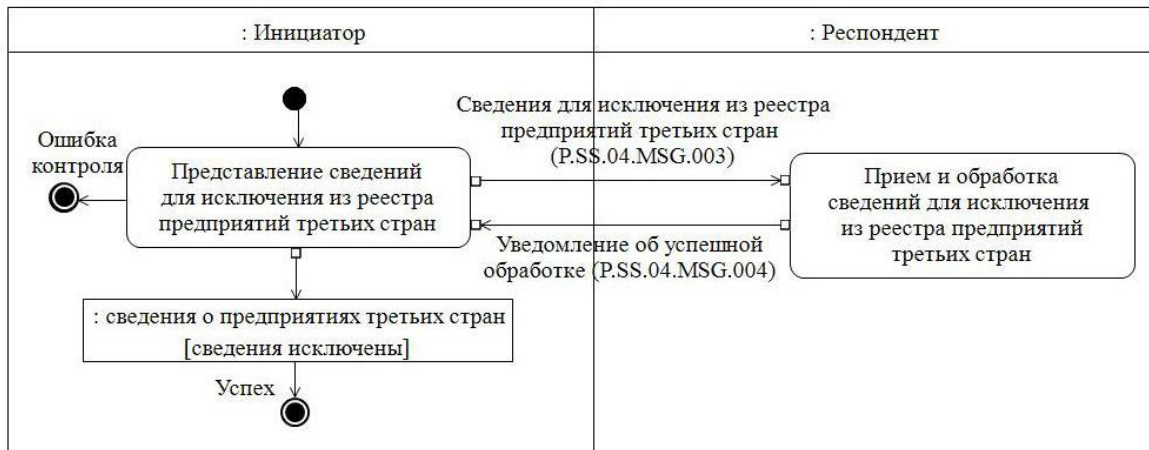 : Инициатор
: Респондент
Сведения для исключения из реестра
предприятий третьих стран
(P.SS.04.MSG.003)
Ошибка
контроля
Представление сведений
для исключения из реестра
предприятий третьих стран
Прием и обработка
сведений для исключения
из реестра предприятий
третьих стран
Уведомление об успешной
обработке (P.SS.04.MSG.004)
: сведения о предприятиях третьих стран
[сведения исключены]
Успех